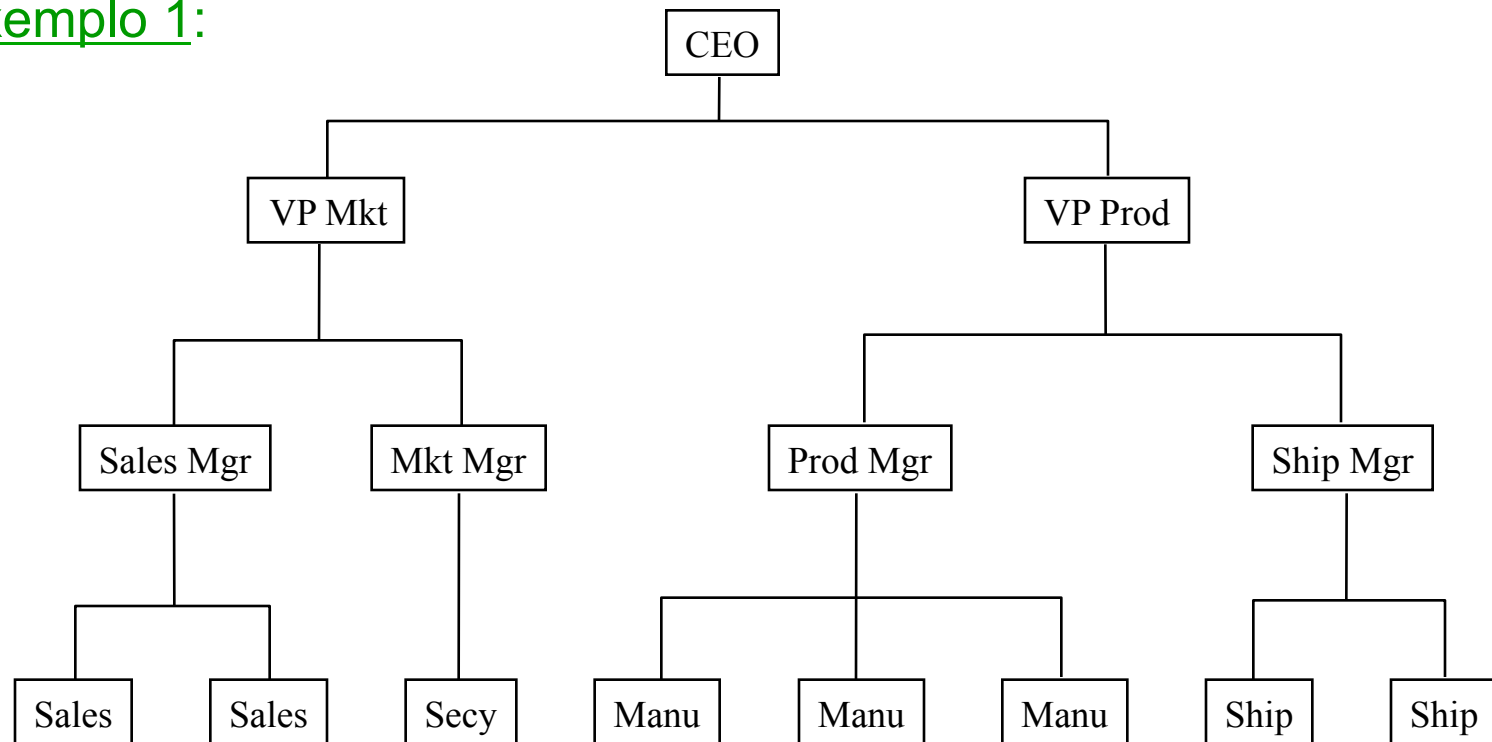 xemplo 1:
CEO
VP Mkt
VP Prod
Sales Mgr
Mkt Mgr
Prod Mgr
Ship Mgr
Sales
Sales
Secy
Manu
Manu
Manu
Ship
Ship